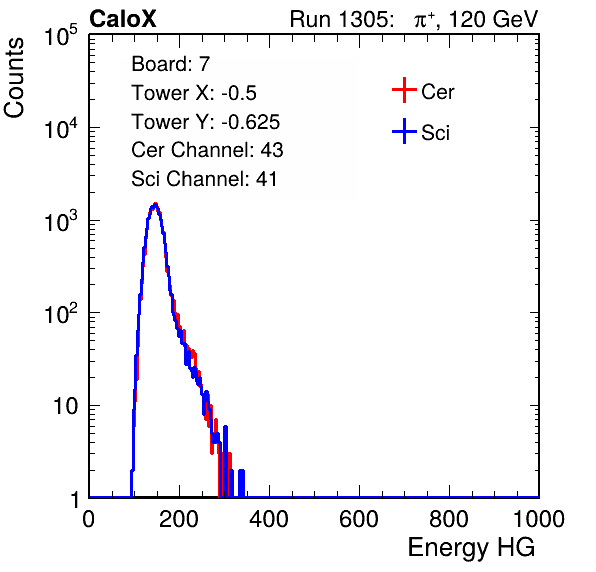 CaloX Run 1305: π⁺, 120 GeV
Counts
10⁵
10⁴
10³
10²
10
1
Board: 7
Tower X: -0.5
Tower Y: -0.625
Cer Channel: 43
Sci Channel: 41
Cer
Sci
0 200 400 600 800 1000
Energy HG